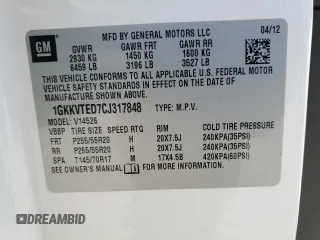 GM
MFD BY GENERAL MOTORS LLC
04/12
GVWR GAWR FRT GAWR RR
2930 KG 1450 KG 1600 KG
6459 LB 3196 LB 3527 LB
THIS VEHICLE CONFORMS TO ALL APPLICABLE U.S. FEDERAL MOTOR
VEHICLE SAFETY STANDARDS IN EFFECT ON THE DATE OF
MANUFACTURE SHOWN ABOVE.
1GKKVTED7CJ317848 TYPE: M.P.V.
MODEL: V14526
VBBP TIRE SIZE SPEED RTG RIM COLD TIRE PRESSURE
FRT P255/55R20 H 20X7.5J 240KPA(35PSI)
RR P255/55R20 H 20X7.5J 240KPA(35PSI)
SPA T145/70R17 M 17X4.5B 420KPA(60PSI)
SEE OWNER'S MANUAL FOR MORE INFORMATION.
DREAMBID